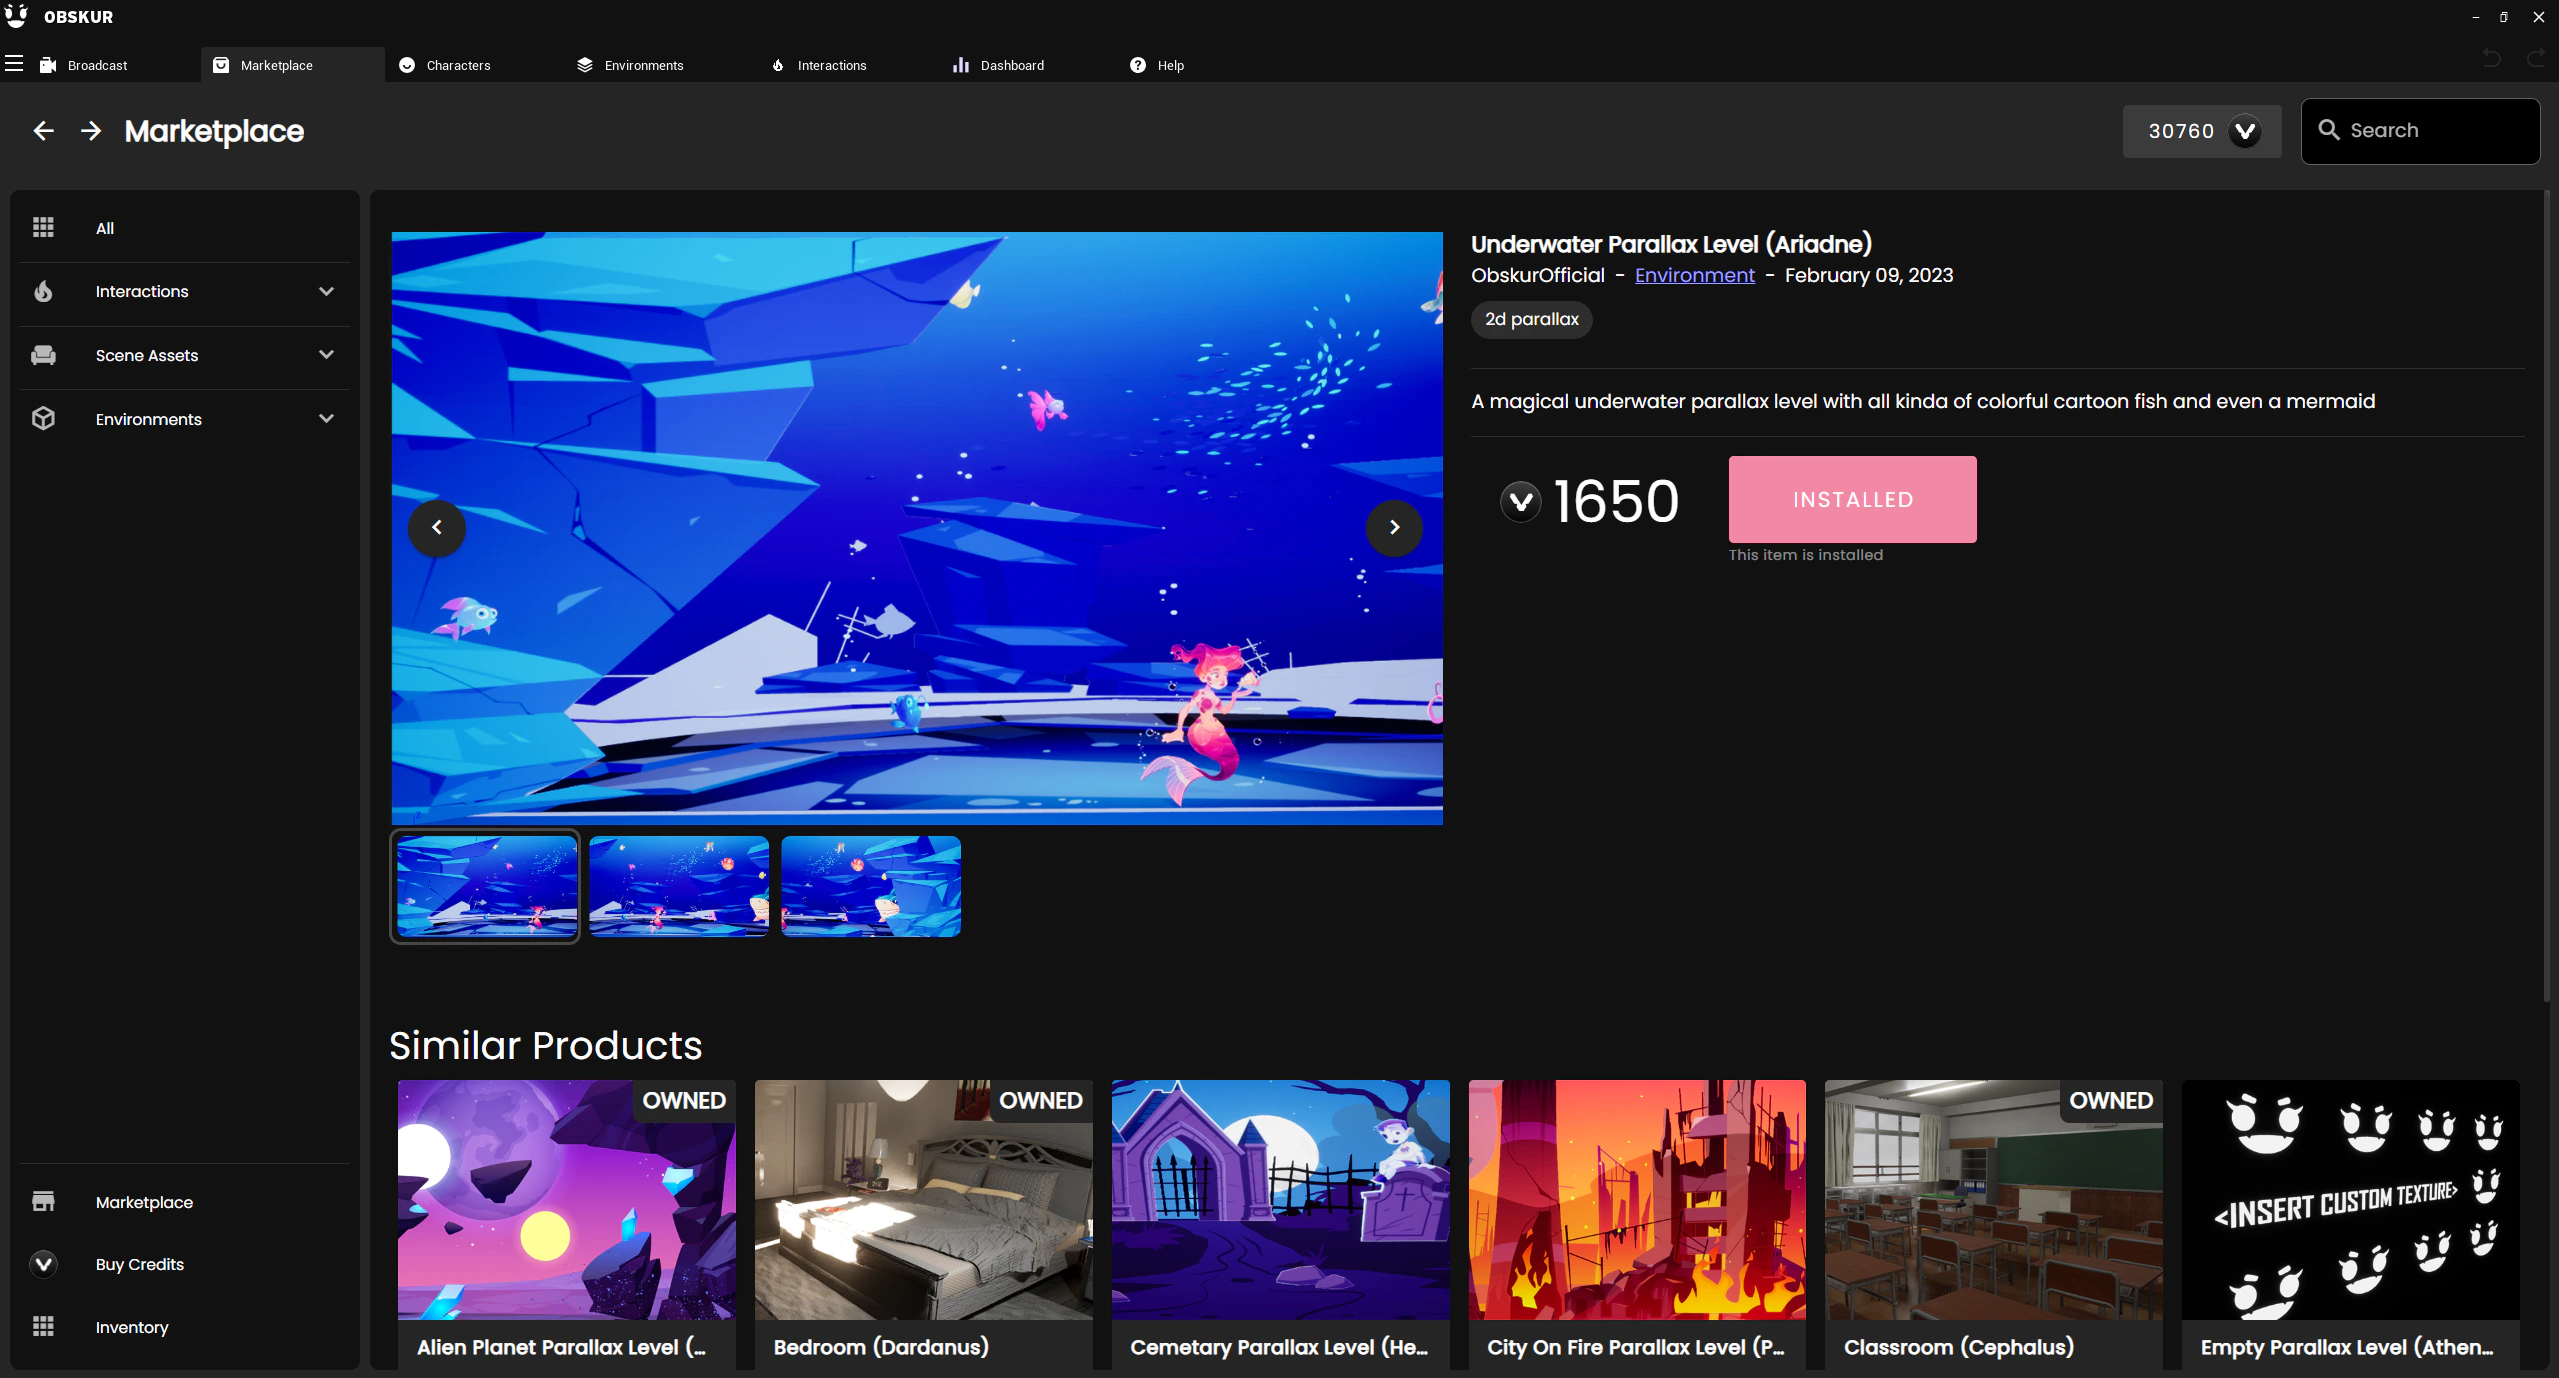 OBSKUR
Broadcast
Marketplace
Characters
Environments
Interactions
Dashboard
Help
Marketplace
30760
Search
All
Interactions
Scene Assets
Environments
Underwater Parallax Level (Ariadne)
ObskurOfficial - Environment - February 09, 2023
2d parallax
A magical underwater parallax level with all kinda of colorful cartoon fish and even a mermaid
1650
INSTALLED
This item is installed
Similar Products
OWNED
OWNED
OWNED
<INSERT CUSTOM TEXTURE>
Alien Planet Parallax Level (...
Bedroom (Dardanus)
Cemetary Parallax Level (He...
City On Fire Parallax Level (P...
Classroom (Cephalus)
Empty Parallax Level (Athen...
Marketplace
Buy Credits
Inventory